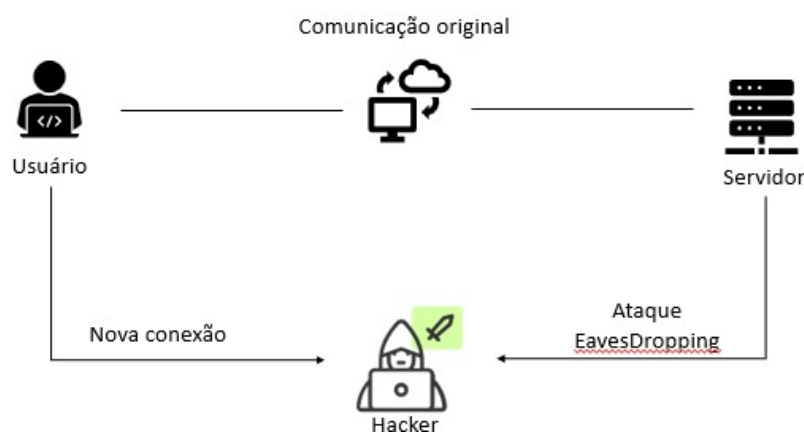 Comunicação original
Usuário
Servidor
Nova conexão
Ataque
EavesDropping
Hacker